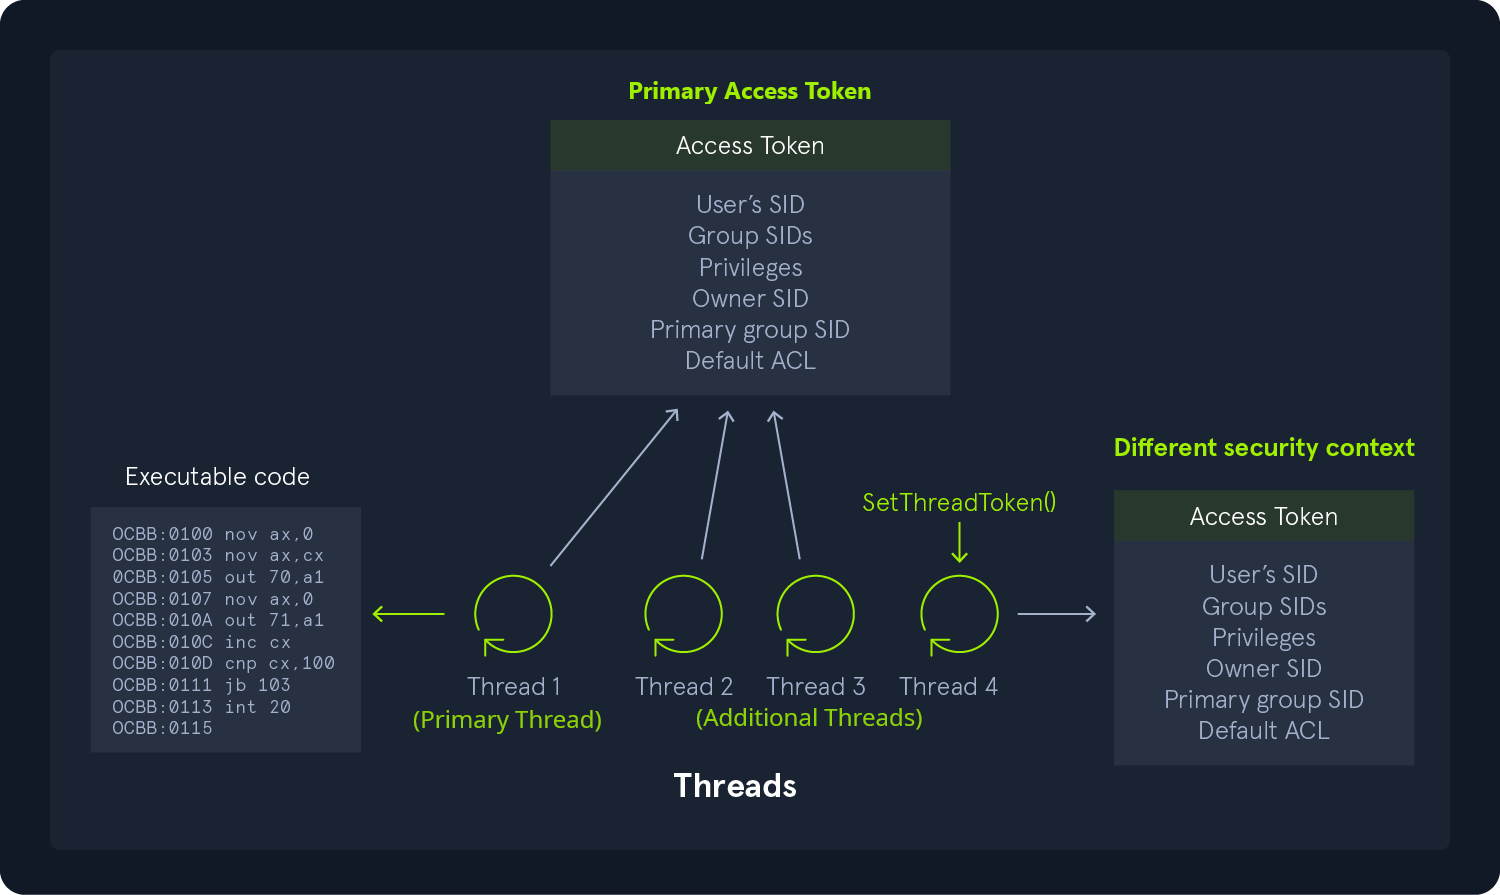 Primary Access Token
Access Token
User's SID
Group SIDs
Privileges
Owner SID
Primary group SID
Default ACL
Executable code
OCBB:0100 nov ax,0
OCBB:0103 nov ax,cx
0CBB:0105 out 70,a1
OCBB:0107 nov ax,0
OCBB:010A out 71,a1
OCBB:010C inc cx
OCBB:010D cnp cx,100
OCBB:0111 jb 103
OCBB:0113 int 20
OCBB:0115
Thread 1
(Primary Thread)
Thread 2
Thread 3
(Additional Threads)
SetThreadToken()
Thread 4
Different security context
Access Token
User's SID
Group SIDs
Privileges
Owner SID
Primary group SID
Default ACL
Threads